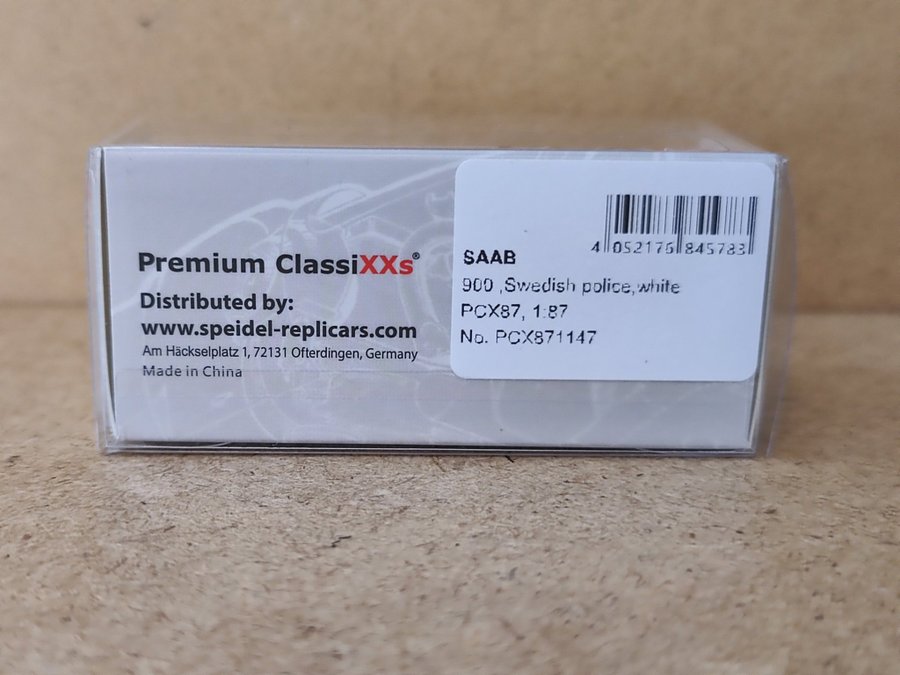 Premium ClassiXXs®
Distributed by:
www.speidel-replicars.com
Am Häckselplatz 1, 72131 Ofterdingen, Germany
Made in China
4 052176 845783
SAAB
900 ,Swedish police,white
PCX87, 1:87
No. PCX871147